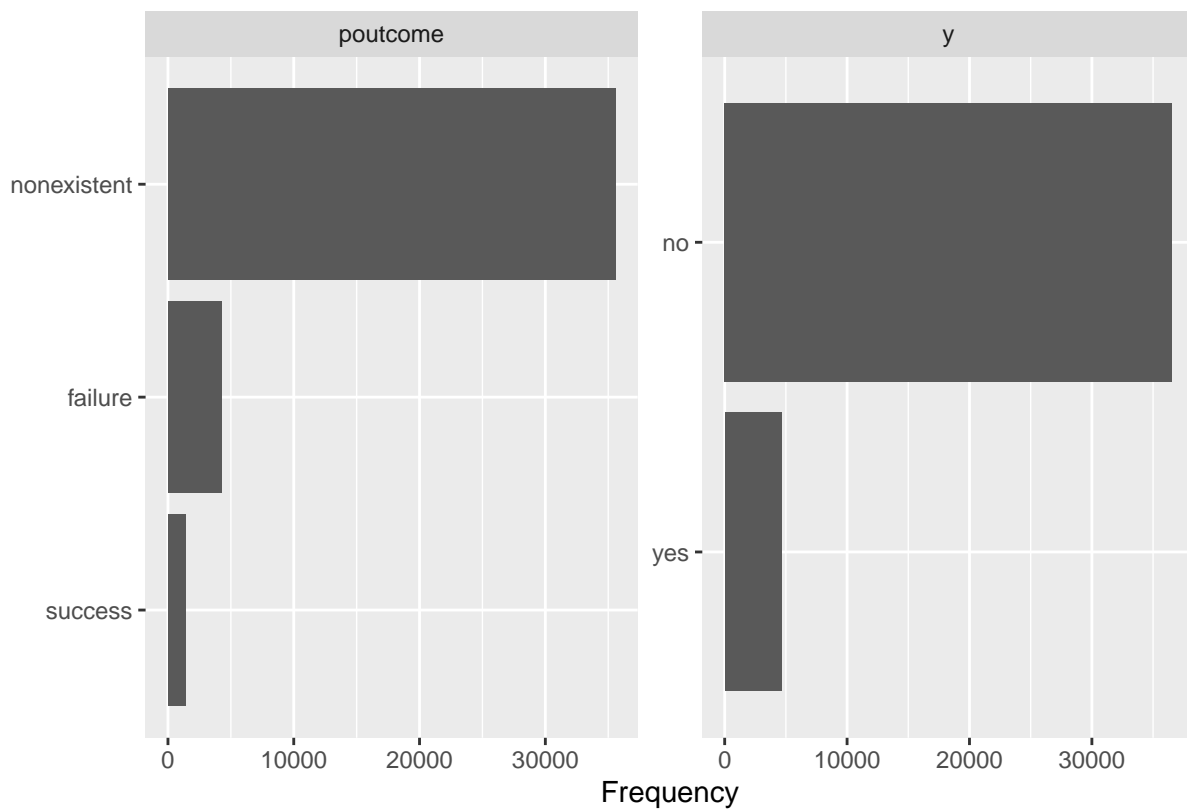 poutcome
nonexistent
failure
success
0 10000 20000 30000
y
no
yes
0 10000 20000 30000
Frequency